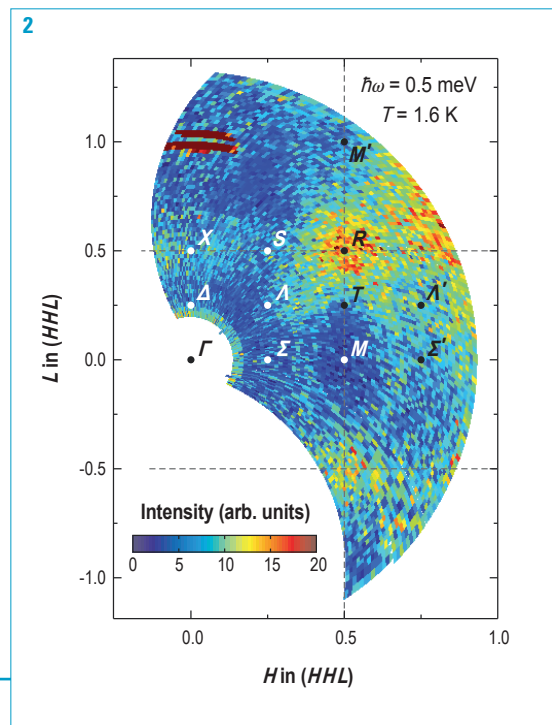 2
ħω = 0.5 meV
T = 1.6 K
1.0
M'
X S R
0.5
Δ Λ T Λ'
L in (HHL)
0.0
Γ Σ M Σ'
-0.5
Intensity (arb. units)
0 5 10 15 20
-1.0
0.0 0.5 1.0
H in (HHL)